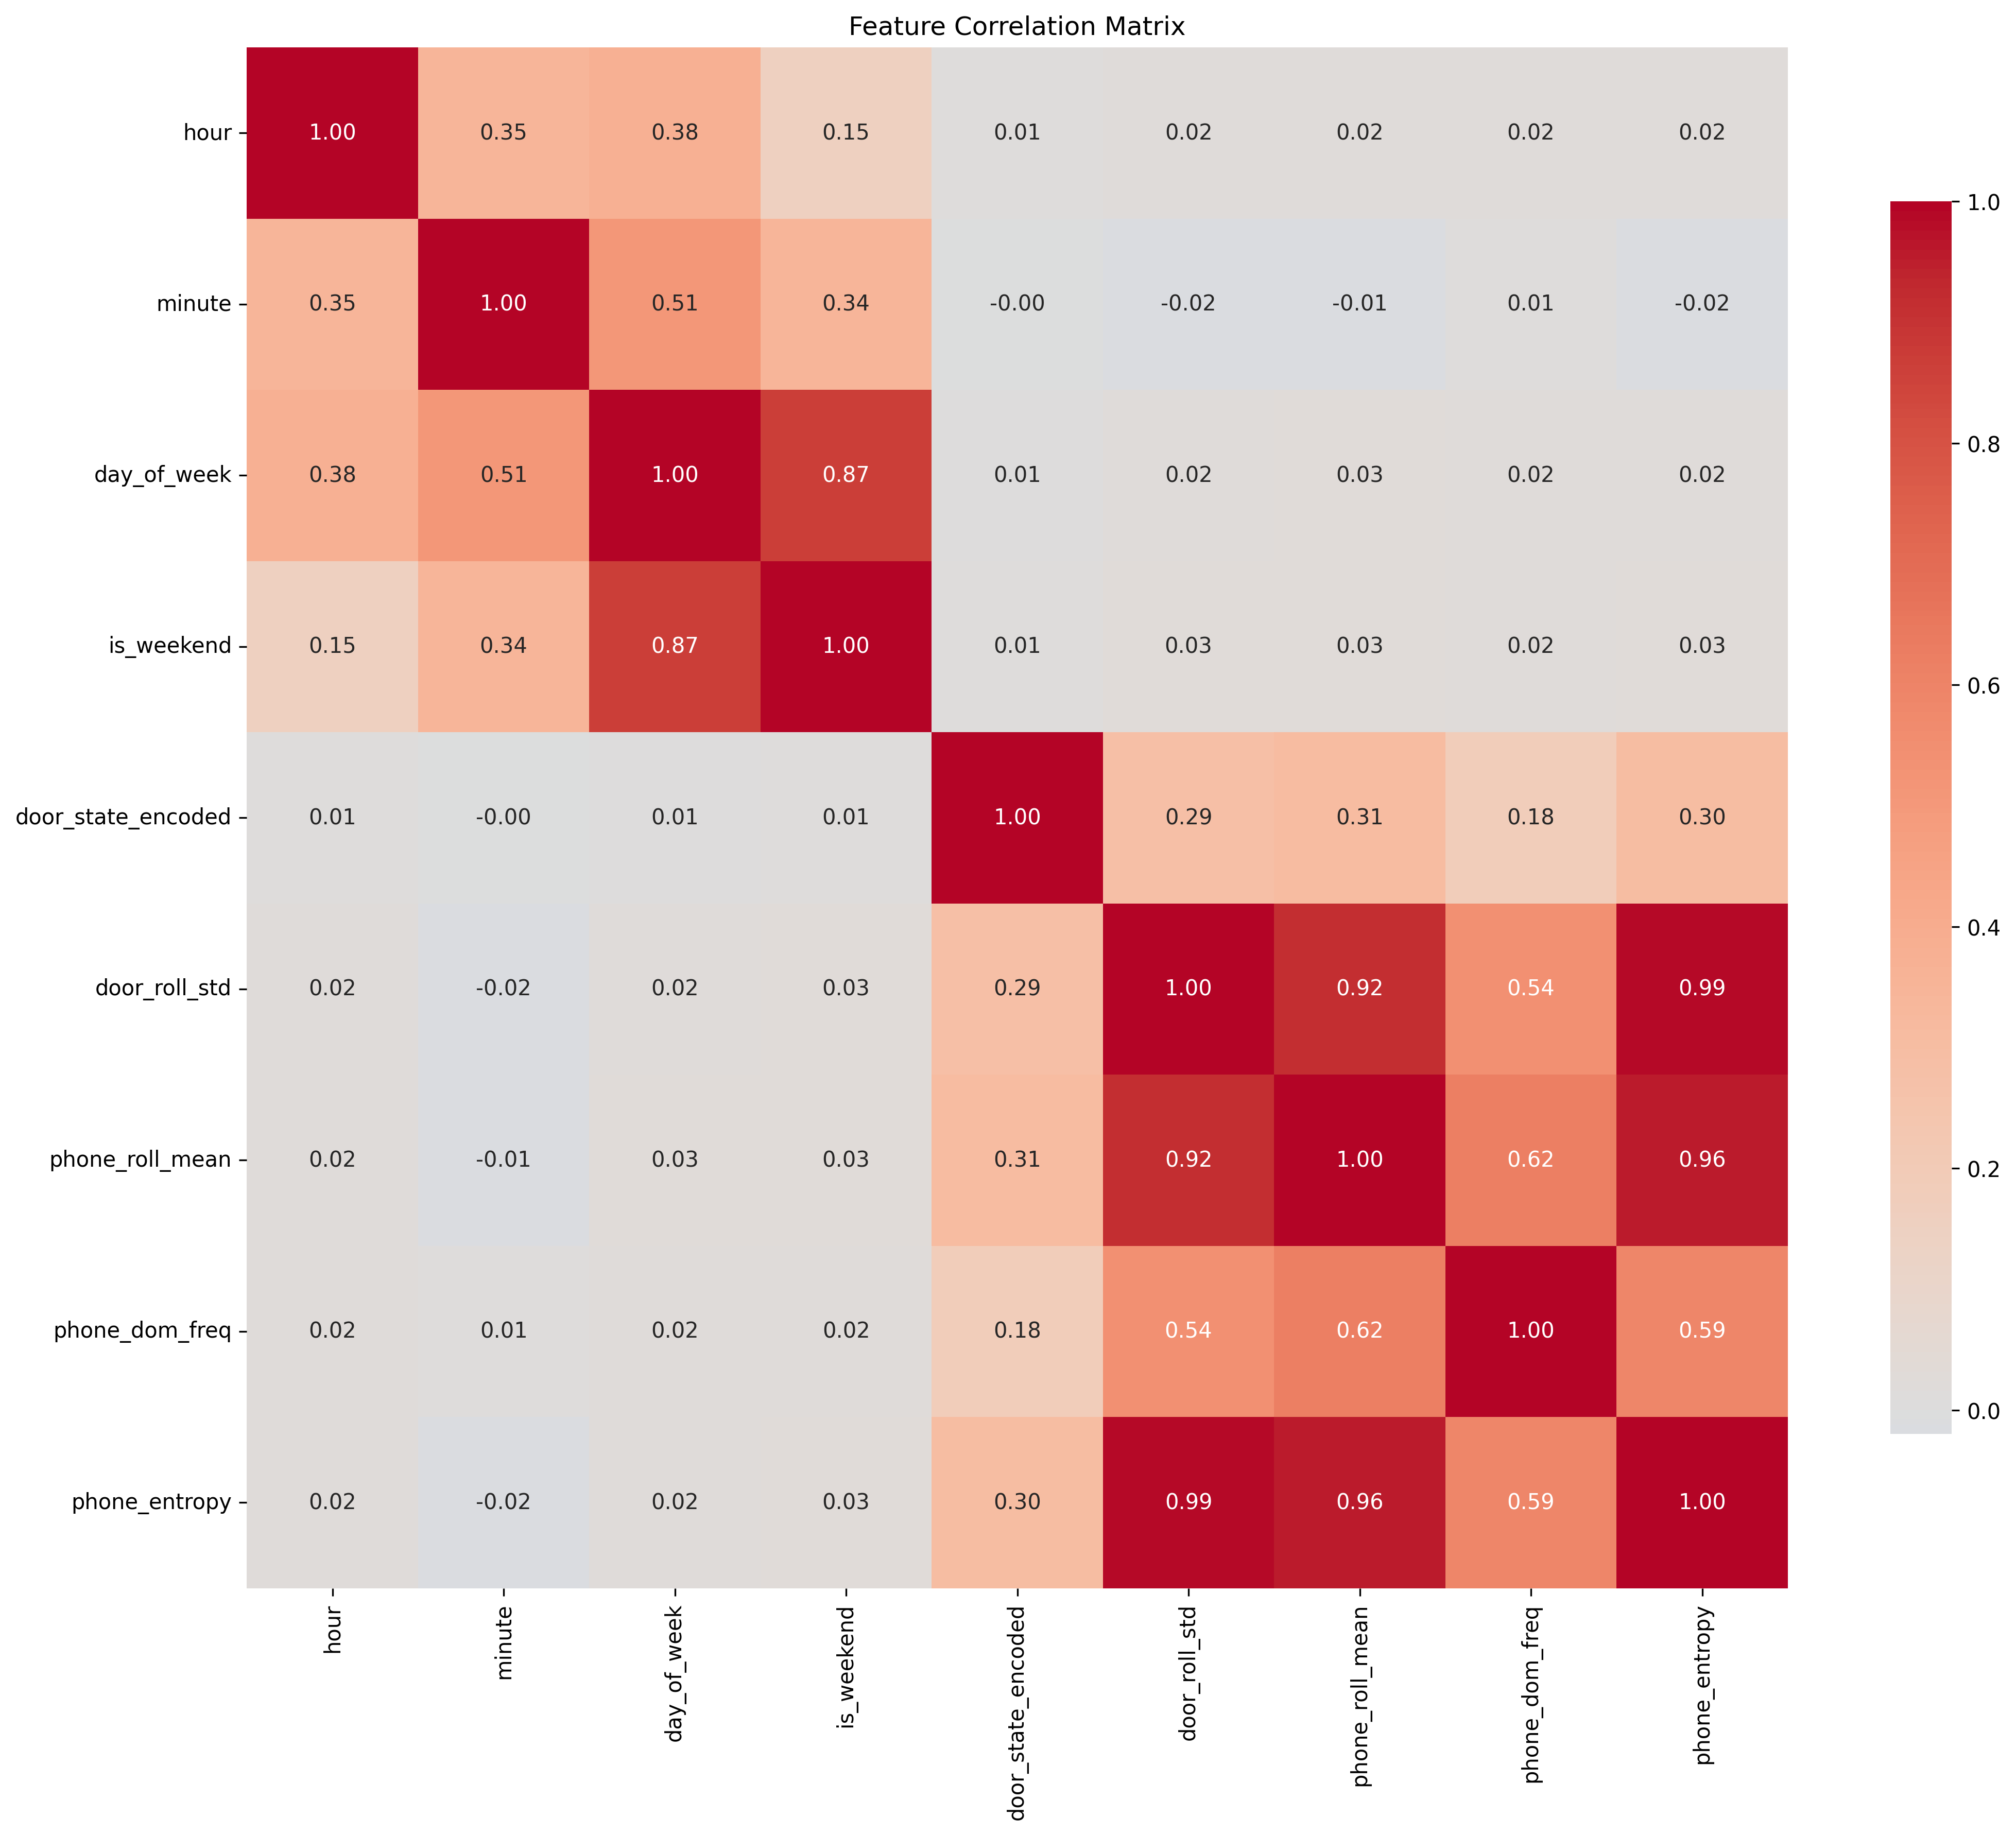 Feature Correlation Matrix
hour 1.00 0.35 0.38 0.15 0.01 0.02 0.02 0.02 0.02
minute 0.35 1.00 0.51 0.34 -0.00 -0.02 -0.01 0.01 -0.02
day_of_week 0.38 0.51 1.00 0.87 0.01 0.02 0.03 0.02 0.02
is_weekend 0.15 0.34 0.87 1.00 0.01 0.03 0.03 0.02 0.03
door_state_encoded 0.01 -0.00 0.01 0.01 1.00 0.29 0.31 0.18 0.30
door_roll_std 0.02 -0.02 0.02 0.03 0.29 1.00 0.92 0.54 0.99
phone_roll_mean 0.02 -0.01 0.03 0.03 0.31 0.92 1.00 0.62 0.96
phone_dom_freq 0.02 0.01 0.02 0.02 0.18 0.54 0.62 1.00 0.59
phone_entropy 0.02 -0.02 0.02 0.03 0.30 0.99 0.96 0.59 1.00
hour
minute
day_of_week
is_weekend
door_state_encoded
door_roll_std
phone_roll_mean
phone_dom_freq
phone_entropy
1.0
0.8
0.6
0.4
0.2
0.0